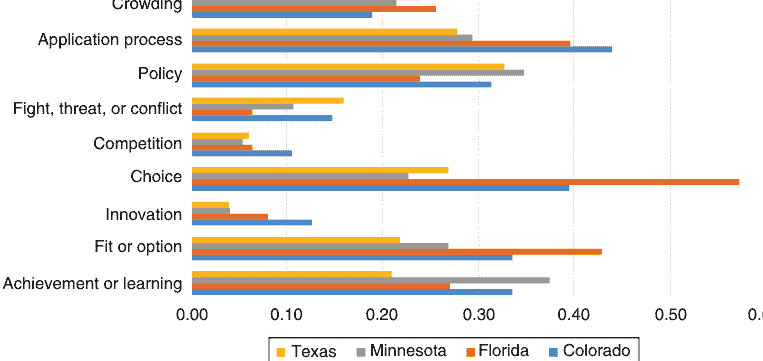 Crowding
Application process
Policy
Fight, threat, or conflict
Competition
Choice
Innovation
Fit or option
Achievement or learning
0.00 0.10 0.20 0.30 0.40 0.50
Texas Minnesota Florida Colorado